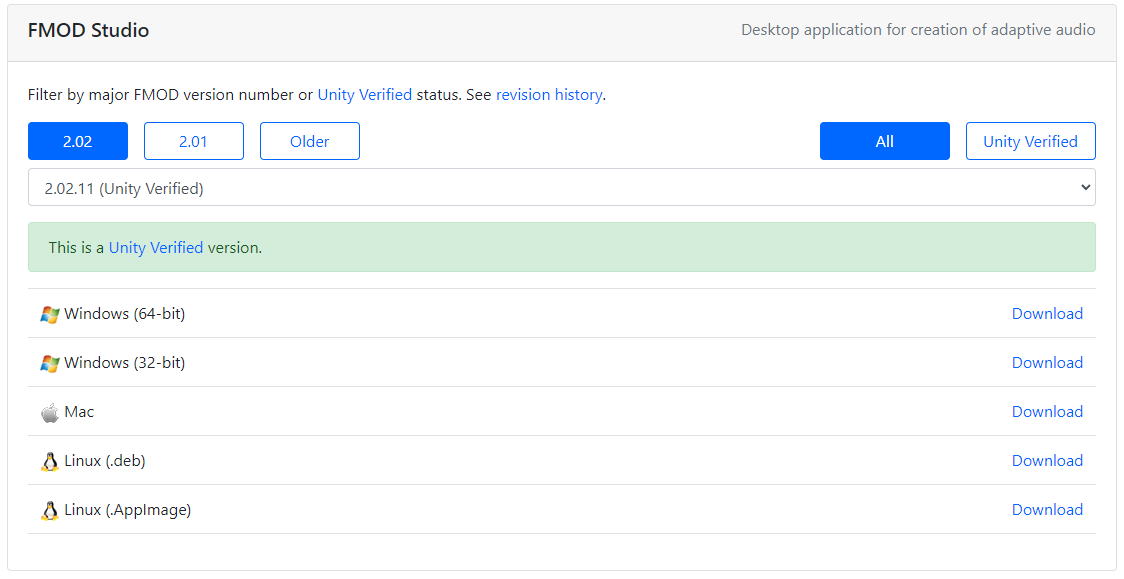 FMOD Studio Desktop application for creation of adaptive audio
Filter by major FMOD version number or Unity Verified status. See revision history.
2.02 2.01 Older All Unity Verified
2.02.11 (Unity Verified)
This is a Unity Verified version.
Windows (64-bit) Download
Windows (32-bit) Download
Mac Download
Linux (.deb) Download
Linux (.AppImage) Download